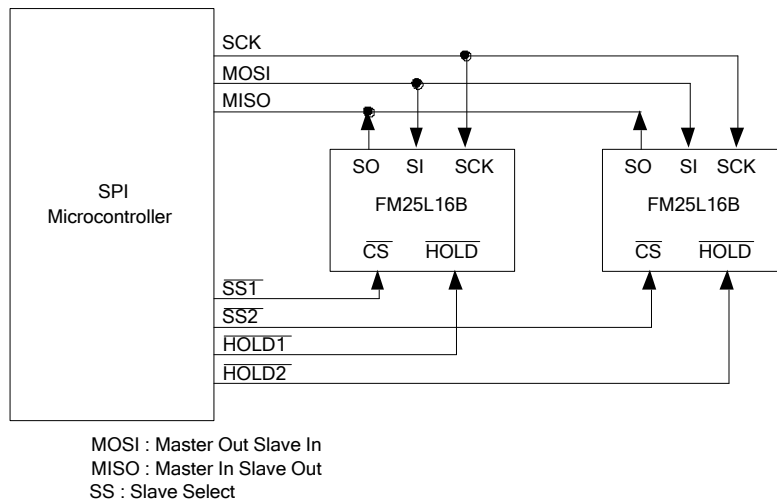 SCK
MOSI
MISO
SO SI SCK
SO SI SCK
SPI
Microcontroller
FM25L16B
FM25L16B
CS HOLD
CS HOLD
SS1
SS2
HOLD1
HOLD2
MOSI : Master Out Slave In
MISO : Master In Slave Out
SS : Slave Select